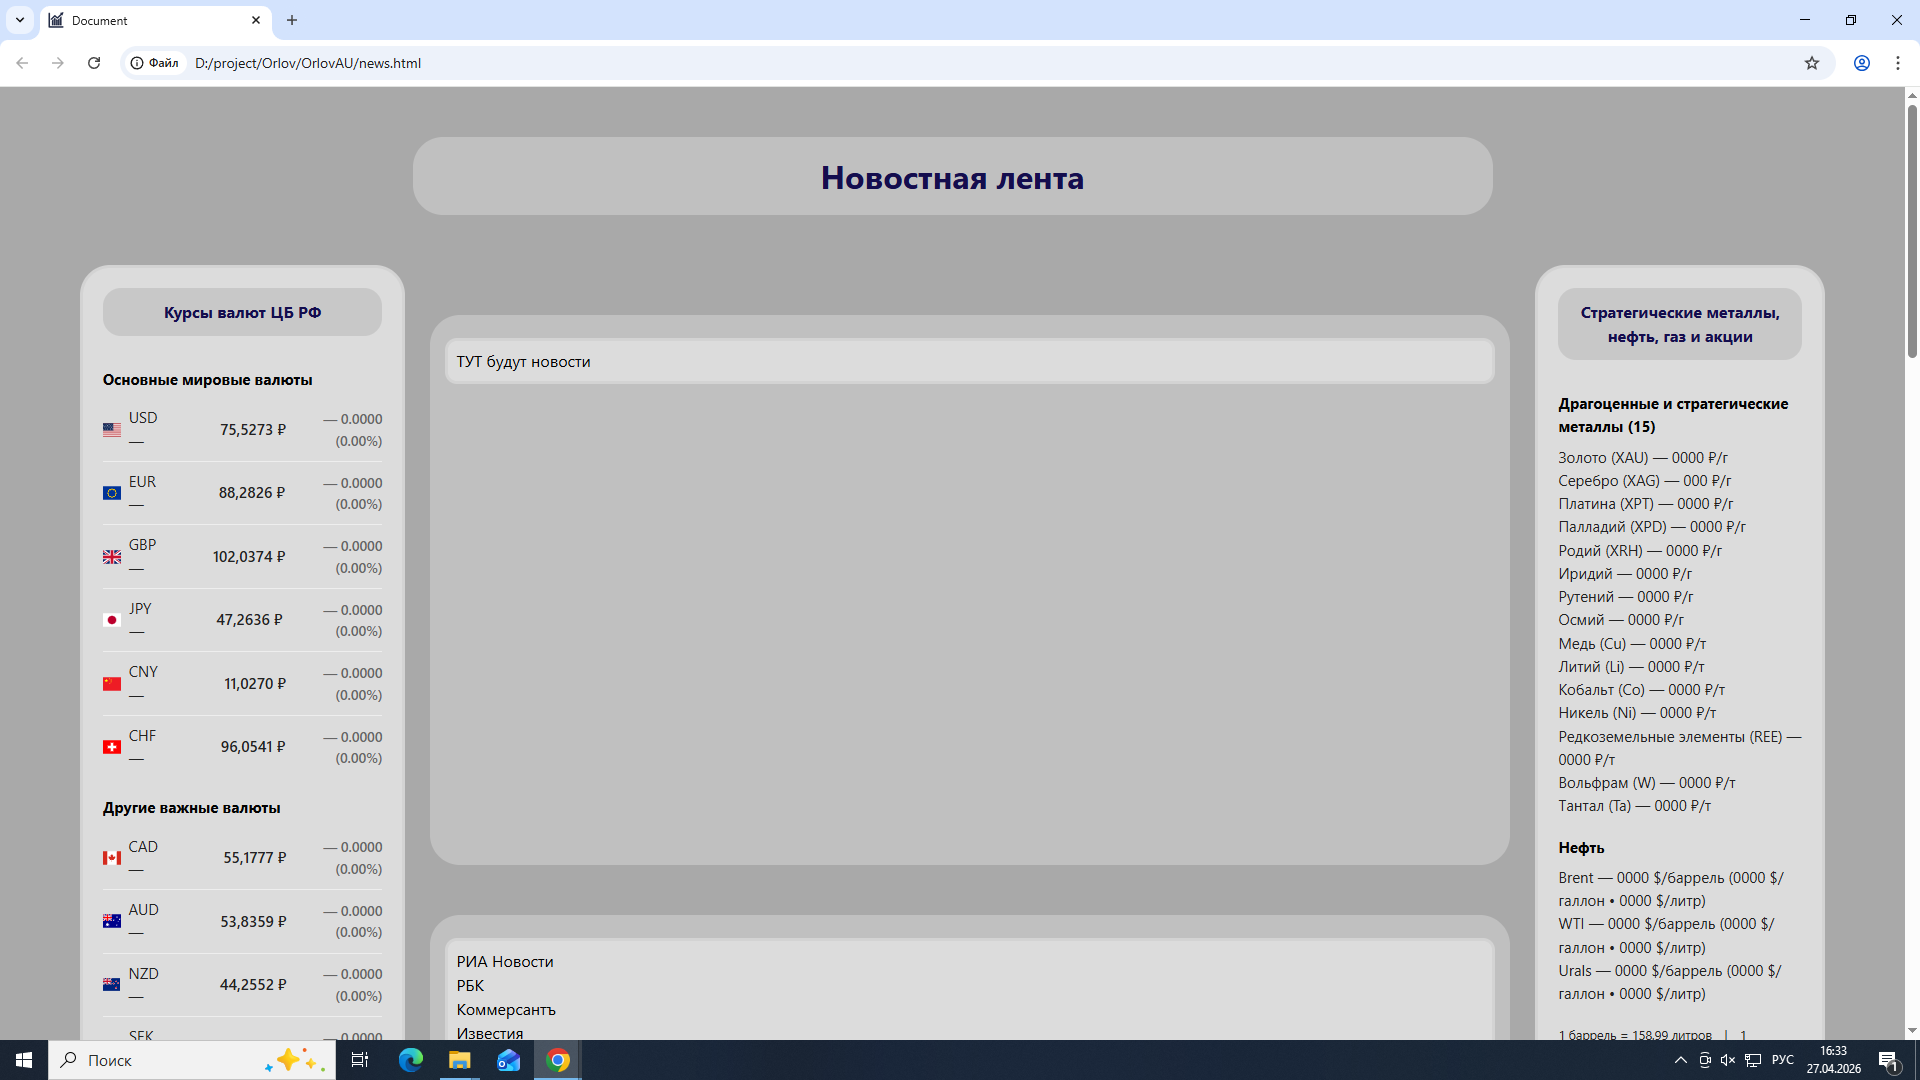 Document
Файл
D:/project/Orlov/OrlovAU/news.html
Новостная лента
Курсы валют ЦБ РФ
Основные мировые валюты
USD
—
75,5273 ₽
— 0.0000
(0.00%)
EUR
—
88,2826 ₽
— 0.0000
(0.00%)
GBP
—
102,0374 ₽
— 0.0000
(0.00%)
JPY
—
47,2636 ₽
— 0.0000
(0.00%)
CNY
—
11,0270 ₽
— 0.0000
(0.00%)
CHF
—
96,0541 ₽
— 0.0000
(0.00%)
Другие важные валюты
CAD
—
55,1777 ₽
— 0.0000
(0.00%)
AUD
—
53,8359 ₽
— 0.0000
(0.00%)
NZD
—
44,2552 ₽
— 0.0000
(0.00%)
SEK
— 0.0000
ТУТ будут новости
РИА Новости
РБК
Коммерсантъ
Известия
Стратегические металлы,
нефть, газ и акции
Драгоценные и стратегические
металлы (15)
Золото (XAU) — 0000 ₽/г
Серебро (XAG) — 000 ₽/г
Платина (XPT) — 0000 ₽/г
Палладий (XPD) — 0000 ₽/г
Родий (XRH) — 0000 ₽/г
Иридий — 0000 ₽/г
Рутений — 0000 ₽/г
Осмий — 0000 ₽/г
Медь (Cu) — 0000 ₽/т
Литий (Li) — 0000 ₽/т
Кобальт (Co) — 0000 ₽/т
Никель (Ni) — 0000 ₽/т
Редкоземельные элементы (REE) —
0000 ₽/т
Вольфрам (W) — 0000 ₽/т
Тантал (Ta) — 0000 ₽/т
Нефть
Brent — 0000 $/баррель (0000 $/
галлон • 0000 $/литр)
WTI — 0000 $/баррель (0000 $/
галлон • 0000 $/литр)
Urals — 0000 $/баррель (0000 $/
галлон • 0000 $/литр)
1 баррель = 158,99 литров | 1
Поиск
РУС
16:33
27.04.2026
1